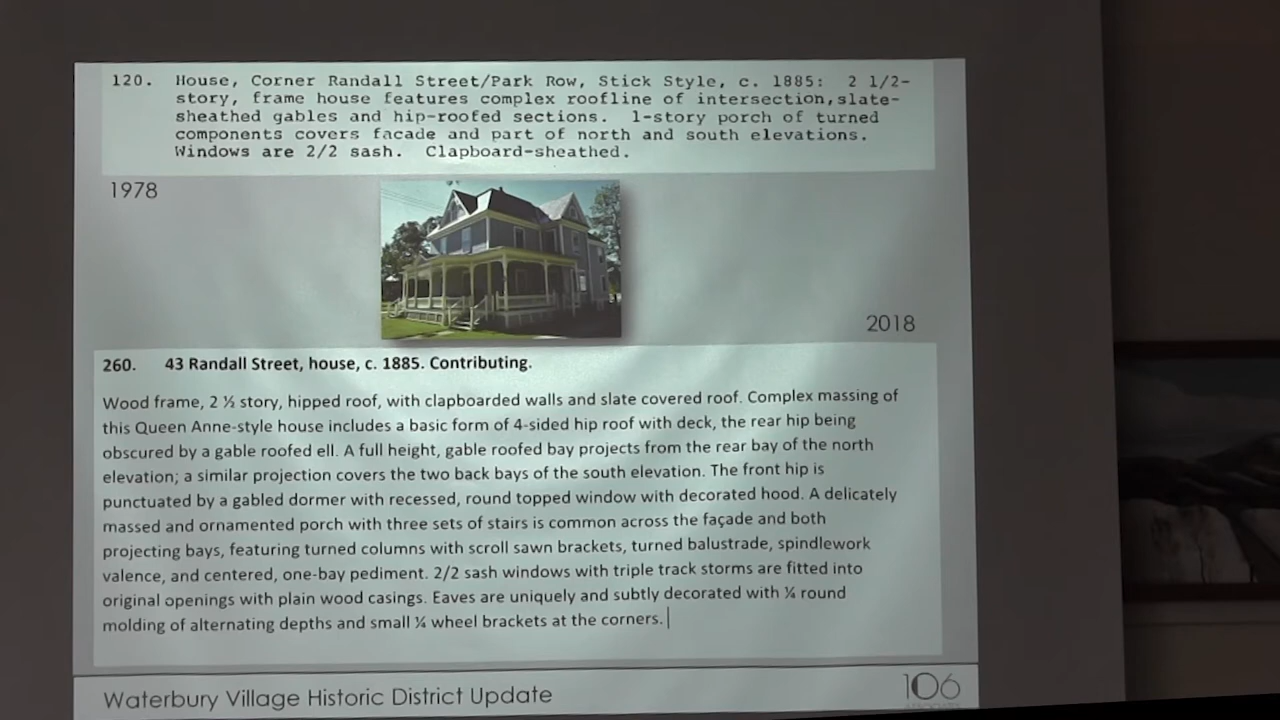 120. House, Corner Randall Street/Park Row, Stick Style, c. 1885: 2 1/2-
story, frame house features complex roofline of intersection,slate-
sheathed gables and hip-roofed sections. 1-story porch of turned
components covers facade and part of north and south elevations.
Windows are 2/2 sash. Clapboard-sheathed.
1978
2018
260. 43 Randall Street, house, c. 1885. Contributing.
Wood frame, 2 ½ story, hipped roof, with clapboarded walls and slate covered roof. Complex massing of
this Queen Anne-style house includes a basic form of 4-sided hip roof with deck, the rear hip being
obscured by a gable roofed ell. A full height, gable roofed bay projects from the rear bay of the north
elevation; a similar projection covers the two back bays of the south elevation. The front hip is
punctuated by a gabled dormer with recessed, round topped window with decorated hood. A delicately
massed and ornamented porch with three sets of stairs is common across the façade and both
projecting bays, featuring turned columns with scroll sawn brackets, turned balustrade, spindlework
valence, and centered, one-bay pediment. 2/2 sash windows with triple track storms are fitted into
original openings with plain wood casings. Eaves are uniquely and subtly decorated with ¼ round
molding of alternating depths and small ¼ wheel brackets at the corners.
Waterbury Village Historic District Update
106